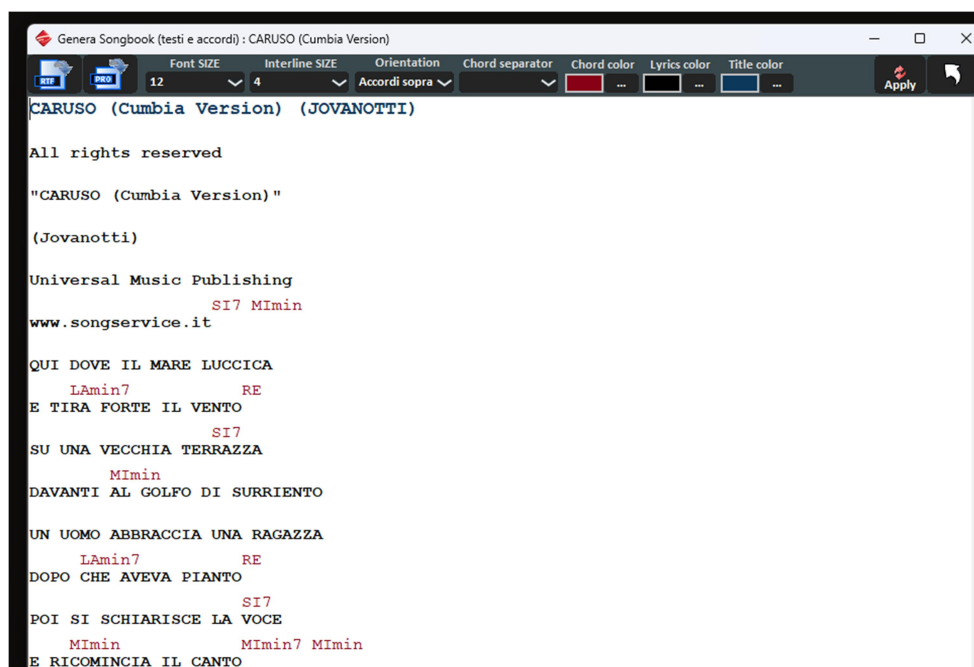 Genera Songbook (testi e accordi) : CARUSO (Cumbia Version)
RTF PRO Font SIZE Interline SIZE Orientation Chord separator Chord color Lyrics color Title color
12 4 Accordi sopra ... ... ... Apply
CARUSO (Cumbia Version) (JOVANOTTI)
All rights reserved
"CARUSO (Cumbia Version)"
(Jovanotti)
Universal Music Publishing
SI7 MImin
www.songservice.it
QUI DOVE IL MARE LUCCICA
LAmin7 RE
E TIRA FORTE IL VENTO
SI7
SU UNA VECCHIA TERRAZZA
MImin
DAVANTI AL GOLFO DI SURRIENTO
UN UOMO ABBRACCIA UNA RAGAZZA
LAmin7 RE
DOPO CHE AVEVA PIANTO
SI7
POI SI SCHIARISCE LA VOCE
MImin MImin7 MImin
E RICOMINCIA IL CANTO